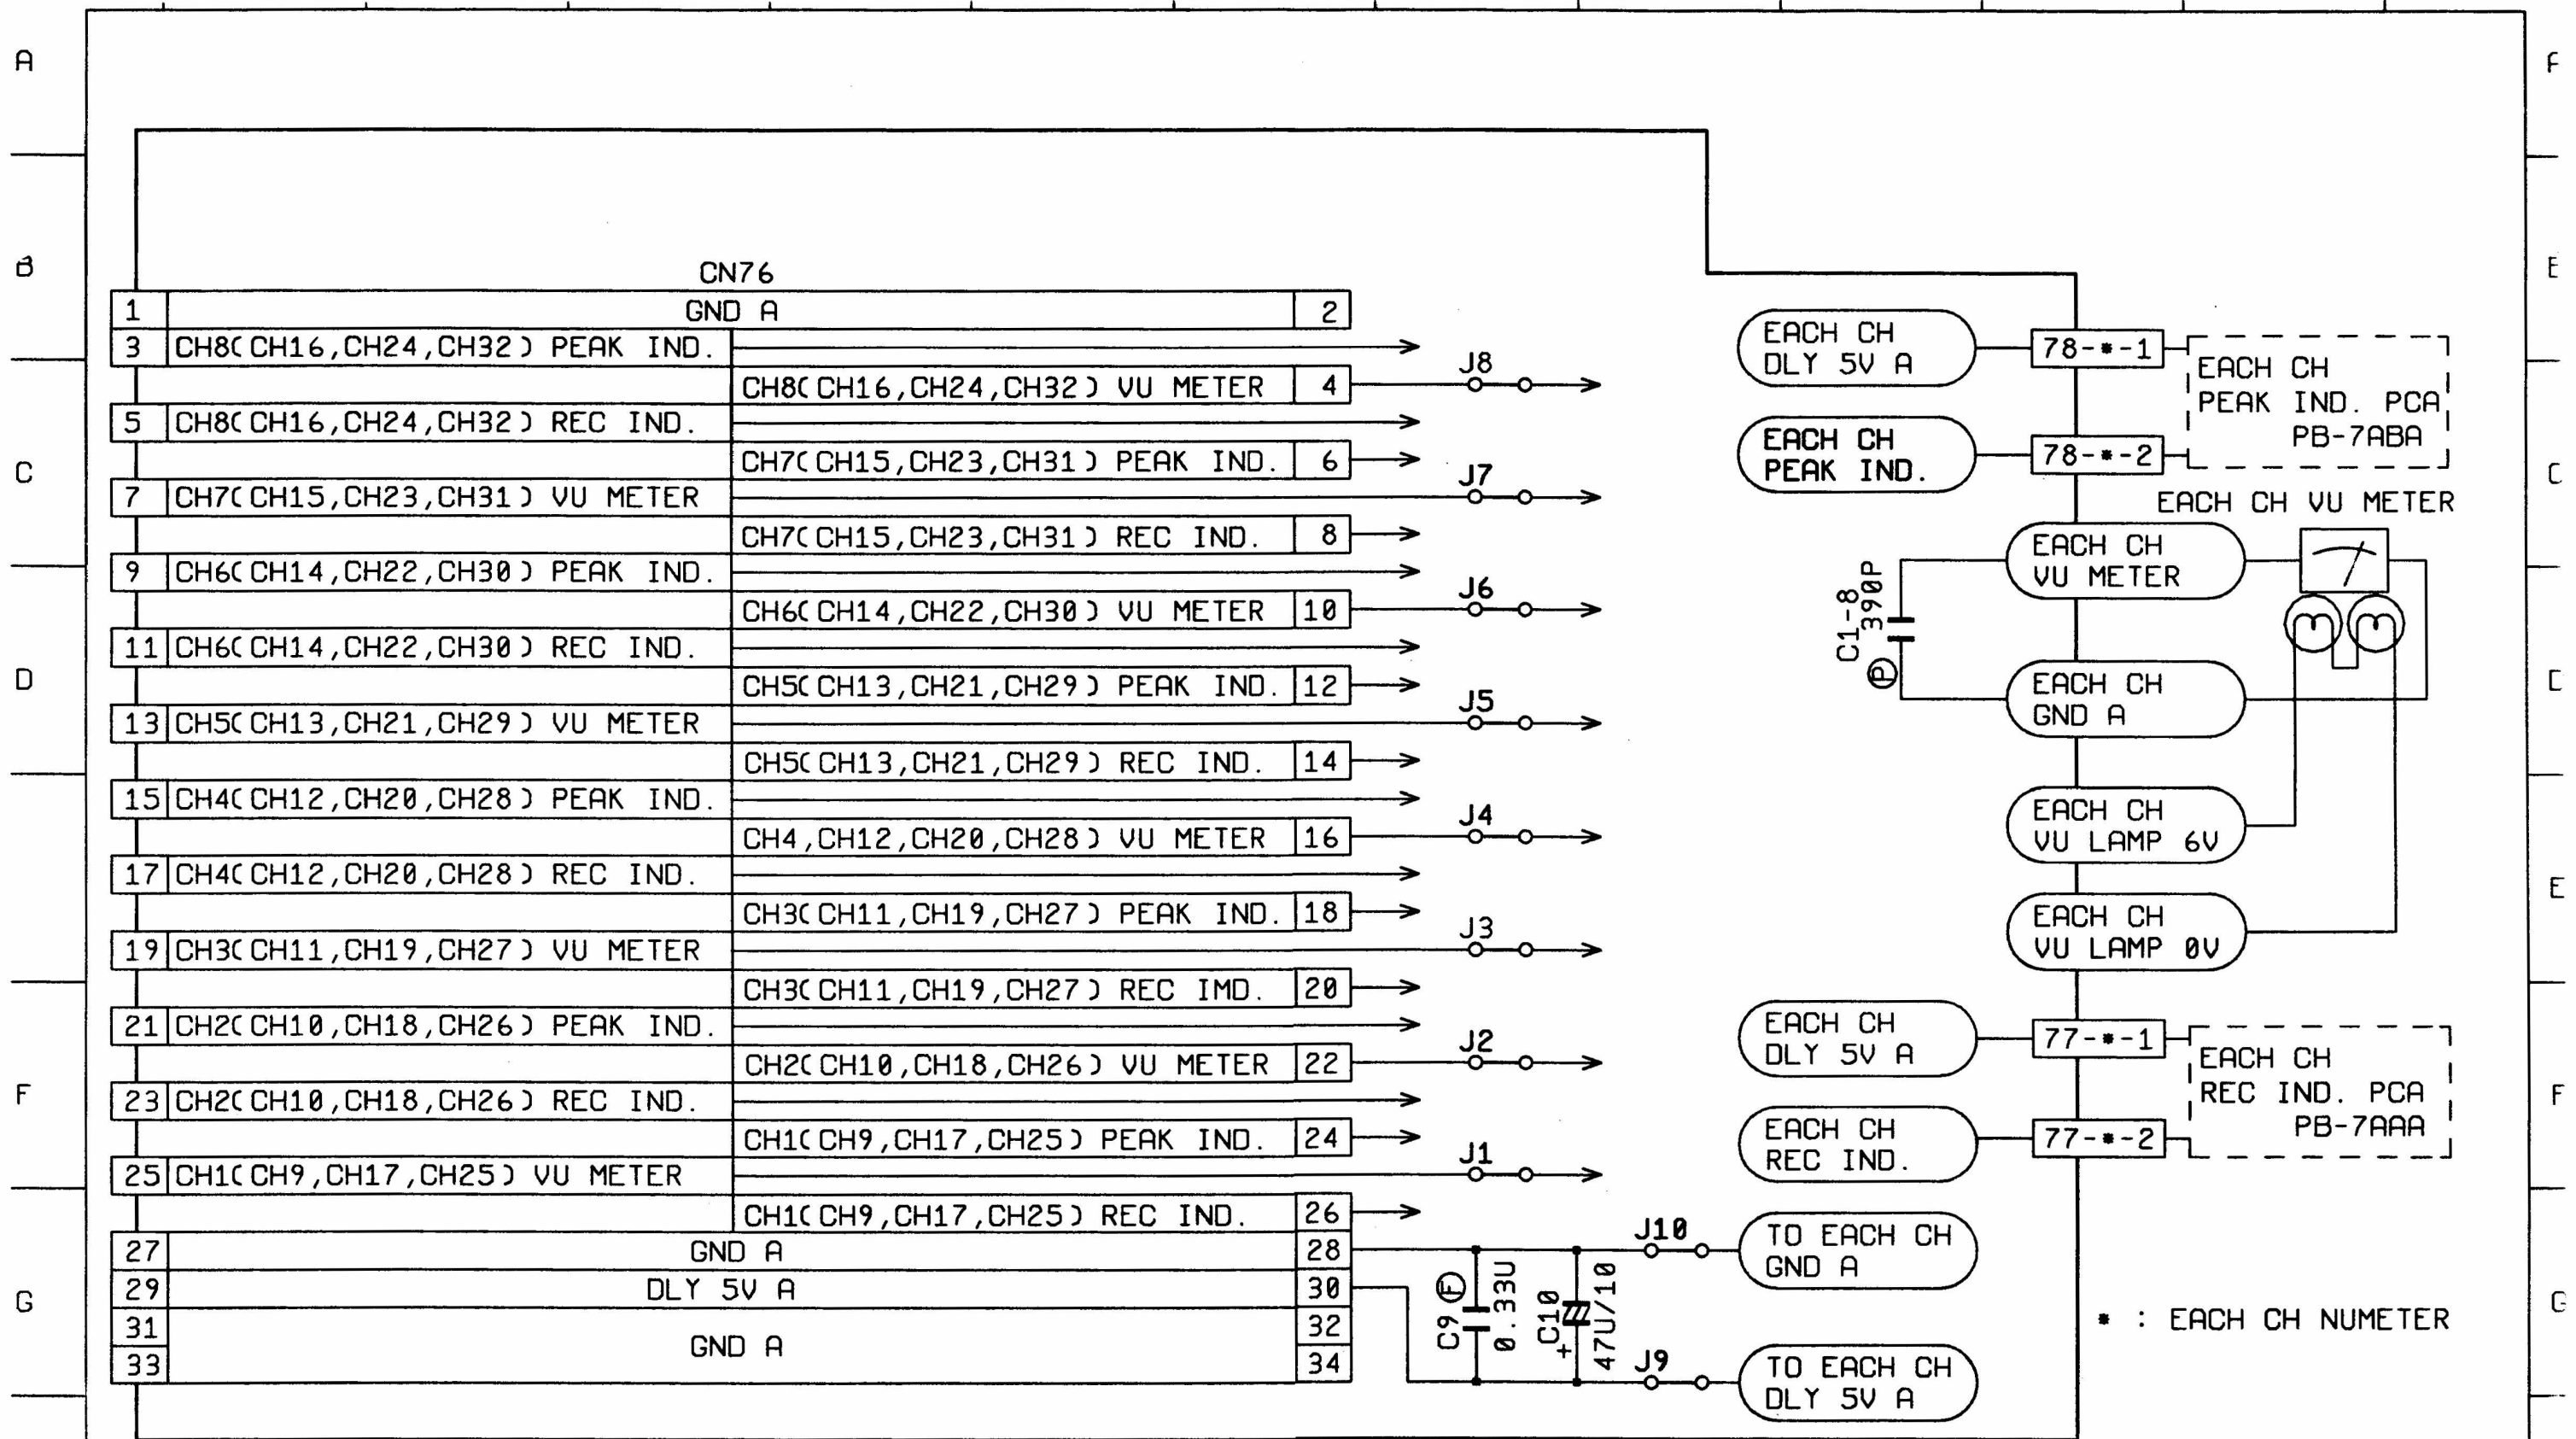 A
B
CN76
1 GND A 2
3 CH8(CH16,CH24,CH32) PEAK IND.
J8
CH8(CH16,CH24,CH32) VU METER 4
5 CH8(CH16,CH24,CH32) REC IND.
C
CH7(CH15,CH23,CH31) PEAK IND. 6
J7
7 CH7(CH15,CH23,CH31) VU METER
CH7(CH15,CH23,CH31) REC IND. 8
9 CH6(CH14,CH22,CH30) PEAK IND.
J6
CH6(CH14,CH22,CH30) VU METER 10
11 CH6(CH14,CH22,CH30) REC IND.
D
CH5(CH13,CH21,CH29) PEAK IND. 12
J5
13 CH5(CH13,CH21,CH29) VU METER
CH5(CH13,CH21,CH29) REC IND. 14
15 CH4(CH12,CH20,CH28) PEAK IND.
J4
CH4,CH12,CH20,CH28) VU METER 16
17 CH4(CH12,CH20,CH28) REC IND.
CH3(CH11,CH19,CH27) PEAK IND. 18
J3
19 CH3(CH11,CH19,CH27) VU METER
CH3(CH11,CH19,CH27) REC IMD. 20
21 CH2(CH10,CH18,CH26) PEAK IND.
J2
CH2(CH10,CH18,CH26) VU METER 22
F
23 CH2(CH10,CH18,CH26) REC IND.
CH1(CH9,CH17,CH25) PEAK IND. 24
J1
25 CH1(CH9,CH17,CH25) VU METER
CH1(CH9,CH17,CH25) REC IND. 26
27 GND A 28
29 DLY 5V A 30
G
31 32
GND A
33 34
C9 Ⓕ
0.33U
C10
+
47U/10
J10
TO EACH CH
GND A
J9
TO EACH CH
DLY 5V A
EACH CH
DLY 5V A
78-*-1
EACH CH
PEAK IND. PCA
PB-7ABA
EACH CH
PEAK IND.
78-*-2
EACH CH VU METER
EACH CH
VU METER
C1-8
390P
Ⓟ
EACH CH
GND A
EACH CH
VU LAMP 6V
EACH CH
VU LAMP 0V
EACH CH
DLY 5V A
77-*-1
EACH CH
REC IND. PCA
PB-7AAA
EACH CH
REC IND.
77-*-2
* : EACH CH NUMETER
E
F